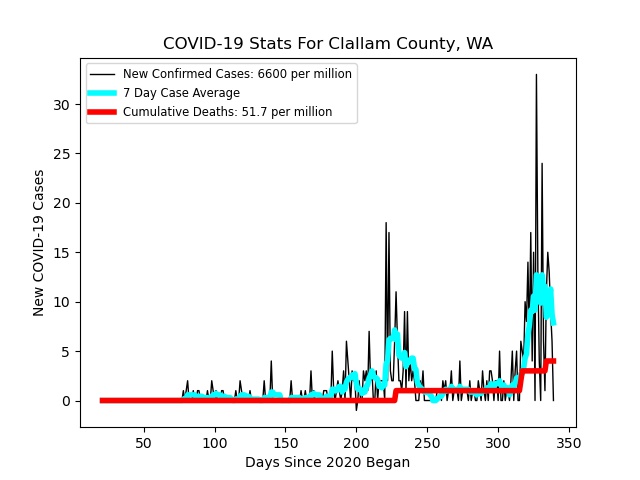 COVID-19 Stats For Clallam County, WA
New Confirmed Cases: 6600 per million
7 Day Case Average
Cumulative Deaths: 51.7 per million
New COVID-19 Cases
30
25
20
15
10
5
0
50
100
150
200
250
300
350
Days Since 2020 Began